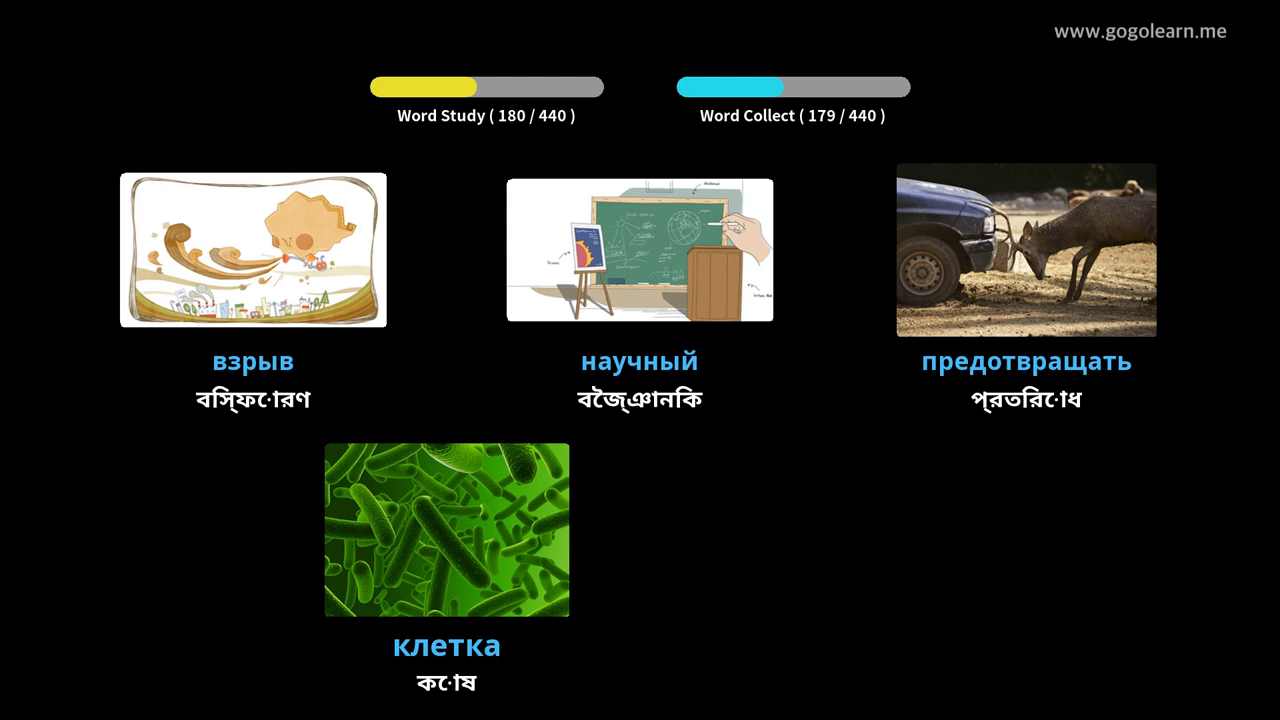 www.gogolearn.me
Word Study ( 180 / 440 )
Word Collect ( 179 / 440 )
взрыв
научный
предотвращать
বিস্ফোরণ
বৈজ্ঞানিক
প্রতিরোধ
клетка
কোষ